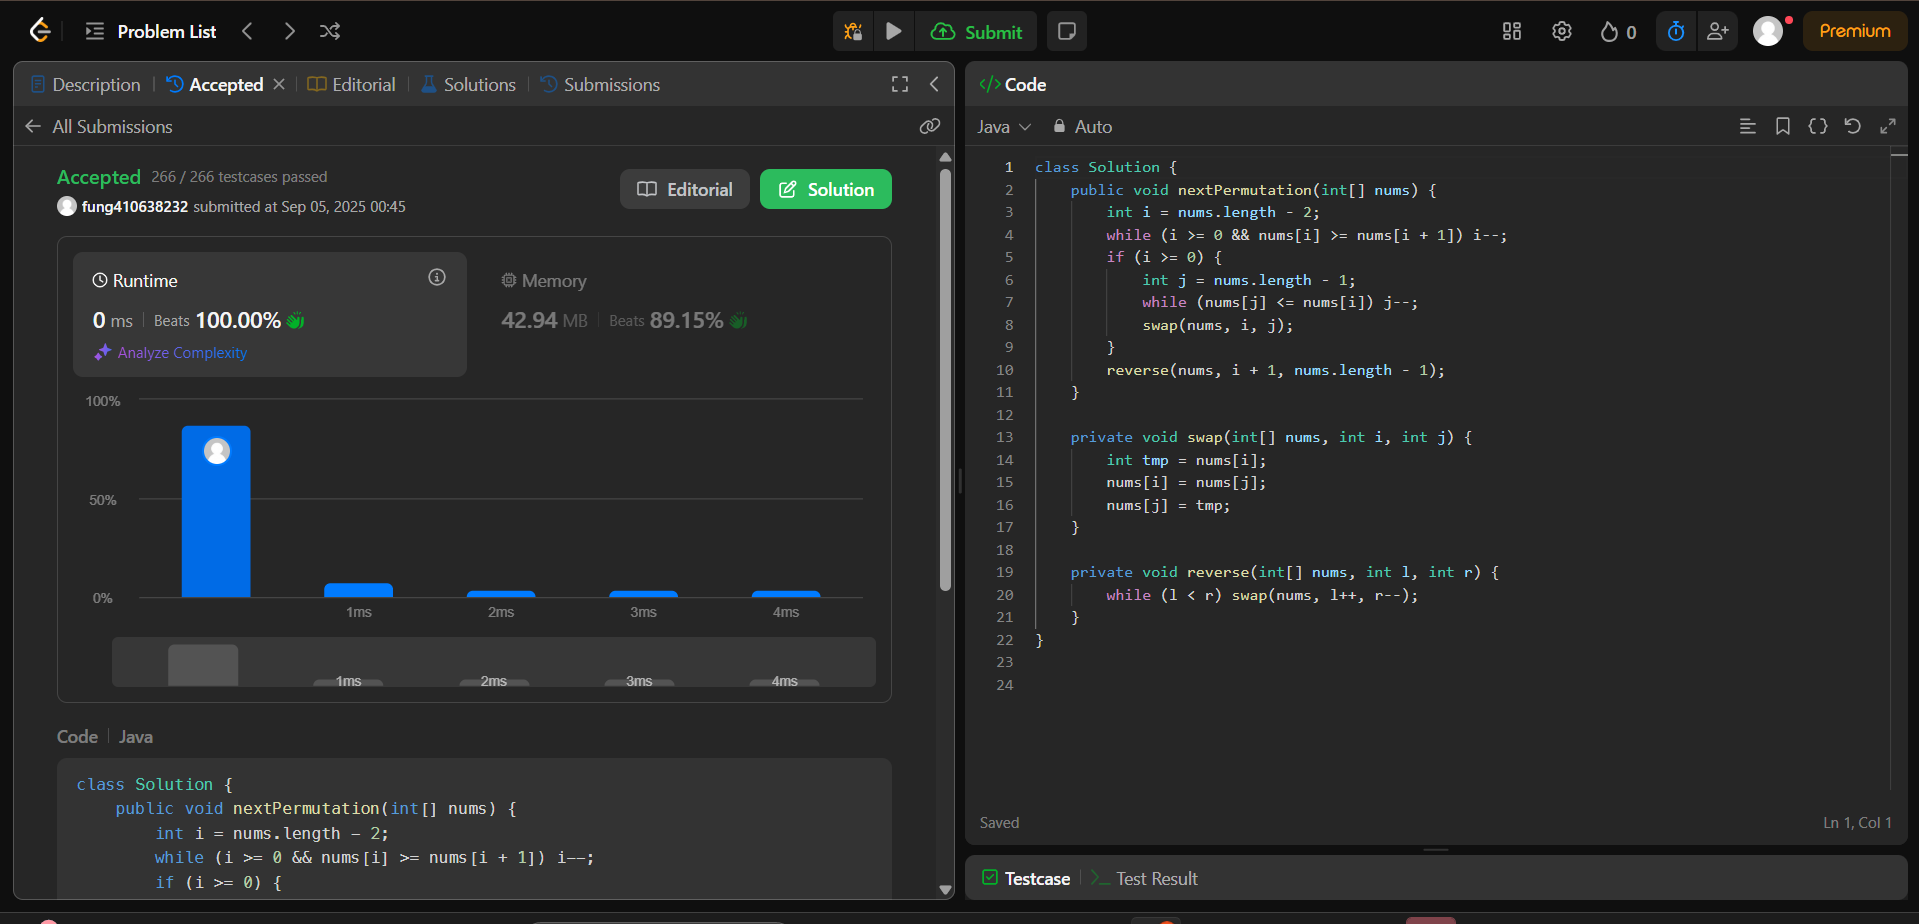 Problem List
Submit
0
Premium
Description
Accepted
Editorial
Solutions
Submissions
All Submissions
Accepted 266 / 266 testcases passed
fung410638232 submitted at Sep 05, 2025 00:45
Editorial
Solution
Runtime
0 ms Beats 100.00%
Analyze Complexity
Memory
42.94 MB Beats 89.15%
100%
50%
0%
1ms 2ms 3ms 4ms
1ms 2ms 3ms 4ms
Code Java
class Solution {
    public void nextPermutation(int[] nums) {
        int i = nums.length - 2;
        while (i >= 0 && nums[i] >= nums[i + 1]) i--;
        if (i >= 0) {
</> Code
Java Auto
1 class Solution {
2     public void nextPermutation(int[] nums) {
3         int i = nums.length - 2;
4         while (i >= 0 && nums[i] >= nums[i + 1]) i--;
5         if (i >= 0) {
6             int j = nums.length - 1;
7             while (nums[j] <= nums[i]) j--;
8             swap(nums, i, j);
9         }
10         reverse(nums, i + 1, nums.length - 1);
11     }
12
13     private void swap(int[] nums, int i, int j) {
14         int tmp = nums[i];
15         nums[i] = nums[j];
16         nums[j] = tmp;
17     }
18
19     private void reverse(int[] nums, int l, int r) {
20         while (l < r) swap(nums, l++, r--);
21     }
22 }
23
24
Saved
Ln 1, Col 1
Testcase
Test Result